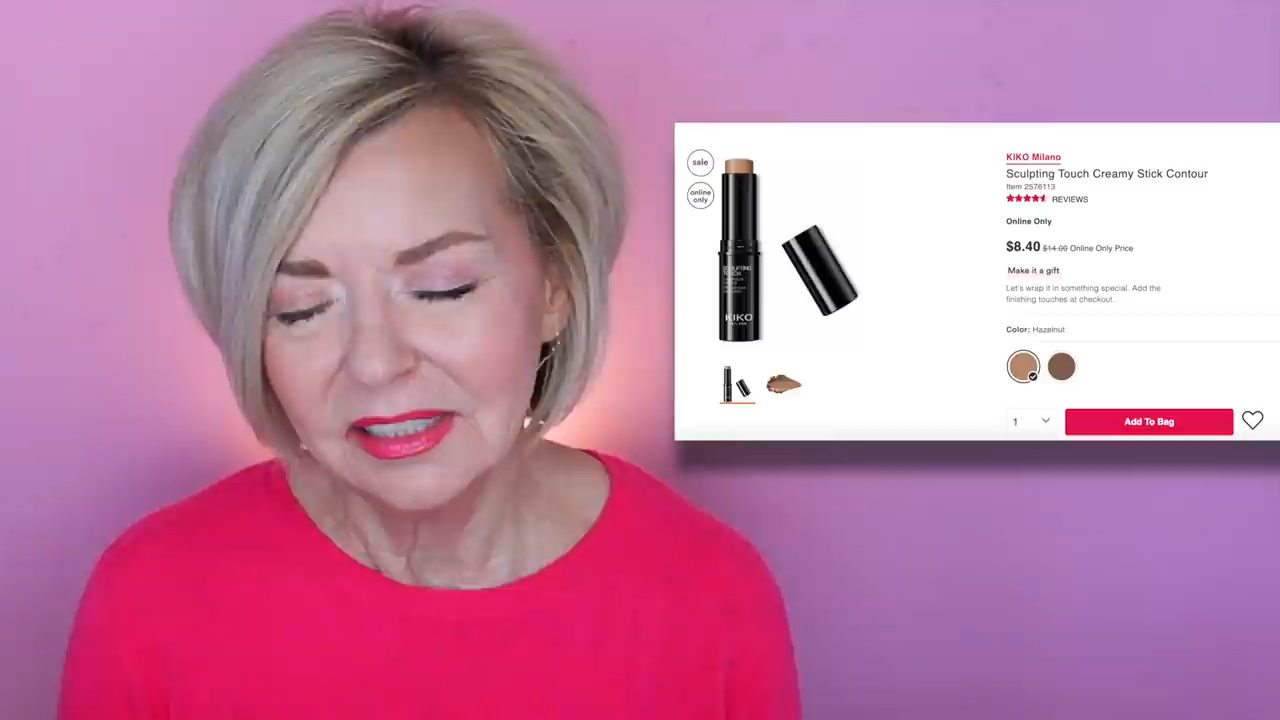 sale
online
only
KIKO
MILANO
KIKO Milano
Sculpting Touch Creamy Stick Contour
Item 2576113
REVIEWS
Online Only
$8.40 $14.00 Online Only Price
Make it a gift
Let's wrap it in something special. Add the
finishing touches at checkout.
Color: Hazelnut
1
Add To Bag